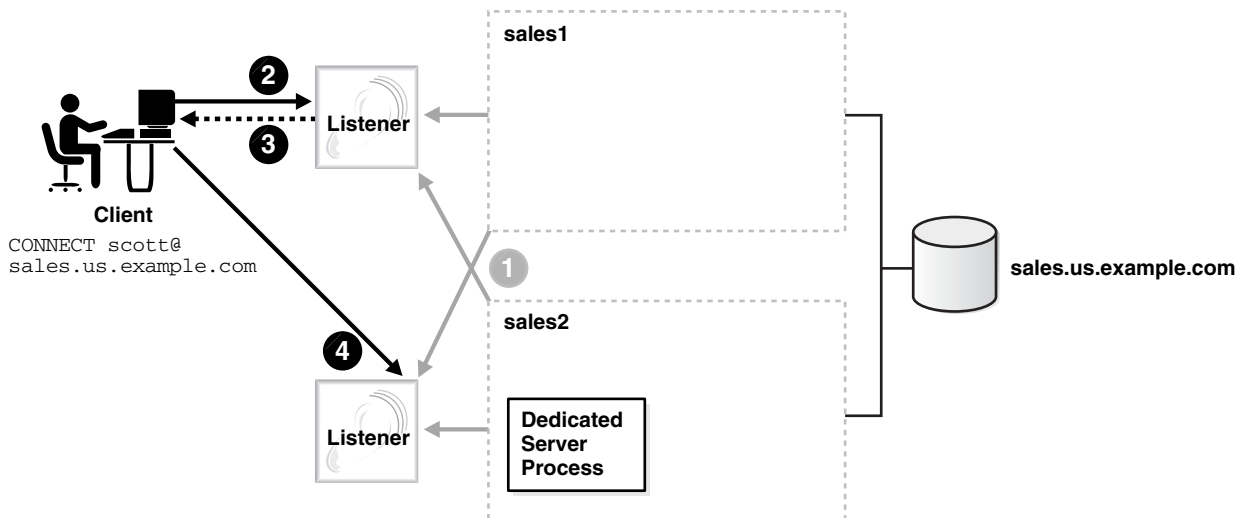 sales1
2
Listener
3
Client
CONNECT scott@
sales.us.example.com
1
sales.us.example.com
sales2
4
Listener
Dedicated
Server
Process